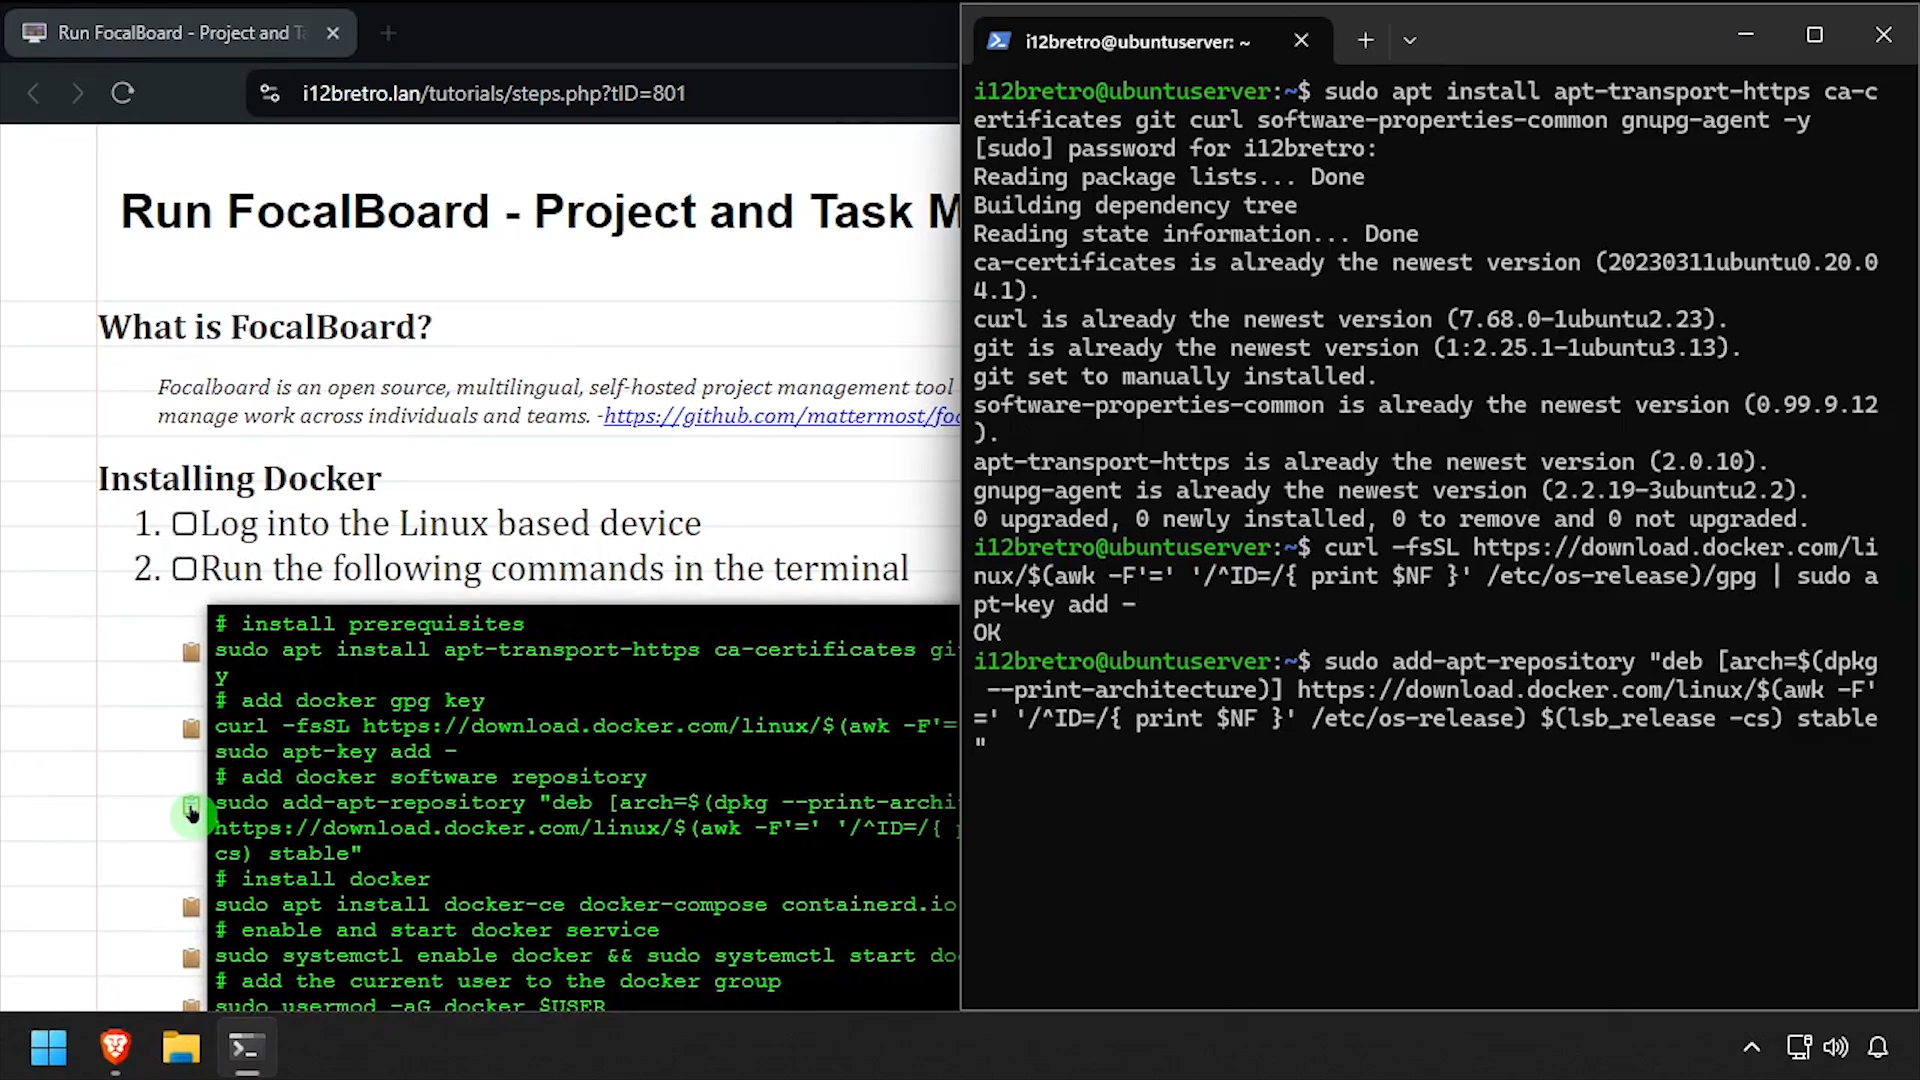 Run FocalBoard - Project and Ta
i12bretro.lan/tutorials/steps.php?tID=801
Run FocalBoard - Project and Task M
What is FocalBoard?
Focalboard is an open source, multilingual, self-hosted project management tool
manage work across individuals and teams. -https://github.com/mattermost/foc
Installing Docker
1. Log into the Linux based device
2. Run the following commands in the terminal
# install prerequisites
sudo apt install apt-transport-https ca-certificates gi
y
# add docker gpg key
curl -fsSL https://download.docker.com/linux/$(awk -F'=
sudo apt-key add -
# add docker software repository
sudo add-apt-repository "deb [arch=$(dpkg --print-archi
https://download.docker.com/linux/$(awk -F'=' '/^ID=/{ p
cs) stable"
# install docker
sudo apt install docker-ce docker-compose containerd.io
# enable and start docker service
sudo systemctl enable docker && sudo systemctl start do
# add the current user to the docker group
sudo usermod -aG docker $USER
i12bretro@ubuntuserver: ~
i12bretro@ubuntuserver:~$ sudo apt install apt-transport-https ca-c
ertificates git curl software-properties-common gnupg-agent -y
[sudo] password for i12bretro:
Reading package lists... Done
Building dependency tree
Reading state information... Done
ca-certificates is already the newest version (20230311ubuntu0.20.0
4.1).
curl is already the newest version (7.68.0-1ubuntu2.23).
git is already the newest version (1:2.25.1-1ubuntu3.13).
git set to manually installed.
software-properties-common is already the newest version (0.99.9.12
).
apt-transport-https is already the newest version (2.0.10).
gnupg-agent is already the newest version (2.2.19-3ubuntu2.2).
0 upgraded, 0 newly installed, 0 to remove and 0 not upgraded.
i12bretro@ubuntuserver:~$ curl -fsSL https://download.docker.com/li
nux/$(awk -F'=' '/^ID=/{ print $NF }' /etc/os-release)/gpg | sudo a
pt-key add -
OK
i12bretro@ubuntuserver:~$ sudo add-apt-repository "deb [arch=$(dpkg
 --print-architecture)] https://download.docker.com/linux/$(awk -F'
=' '/^ID=/{ print $NF }' /etc/os-release) $(lsb_release -cs) stable
"